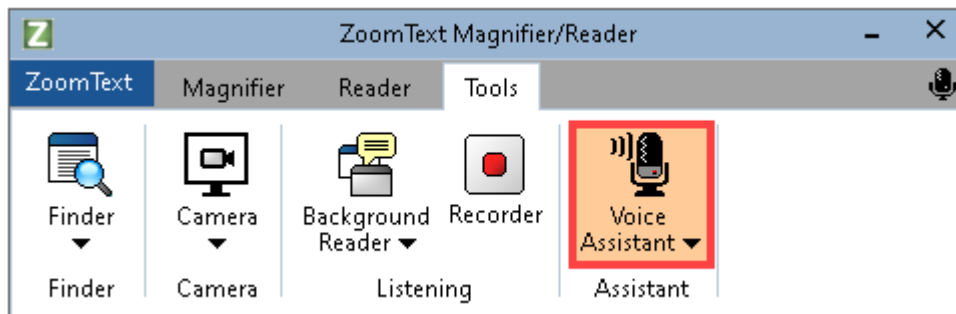 Z ZoomText Magnifier/Reader
ZoomText Magnifier Reader Tools
Finder Camera Background Reader Recorder Voice Assistant
Finder Camera Listening Assistant